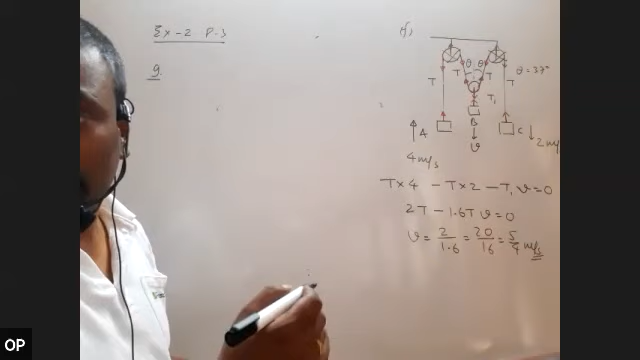 Ex-2 P-3
9.
θ θ
θ = 37°
T T T T
T₁
B
A
C
v
2 m/s
4 m/s
T×4 - T×2 - T₁ v = 0
2T - 1.6T v = 0
v = 2/1.6 = 20/16 = 5/4 m/s
OP